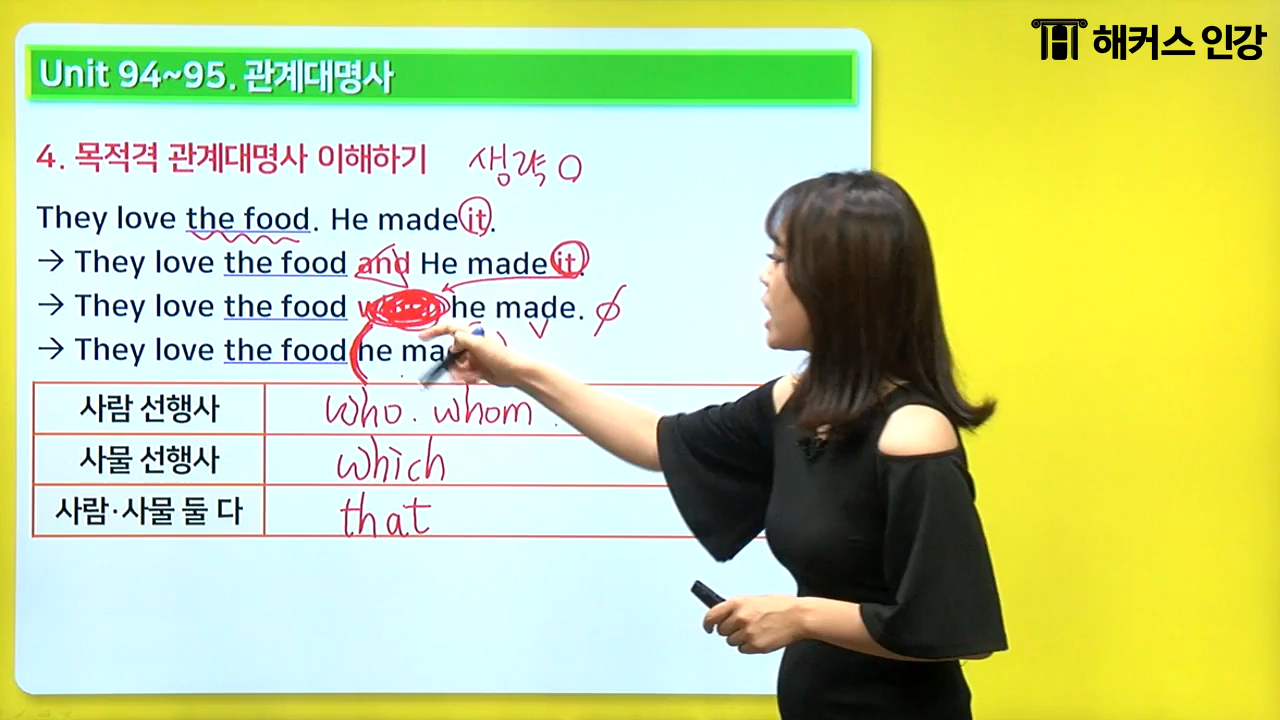 해커스 인강
Unit 94~95. 관계대명사
4. 목적격 관계대명사 이해하기 생략 O
They love the food. He made it.
→ They love the food and He made it.
→ They love the food he made. ∅
→ They love the food he
사람 선행사 who. whom
사물 선행사 which
사람·사물 둘 다 that